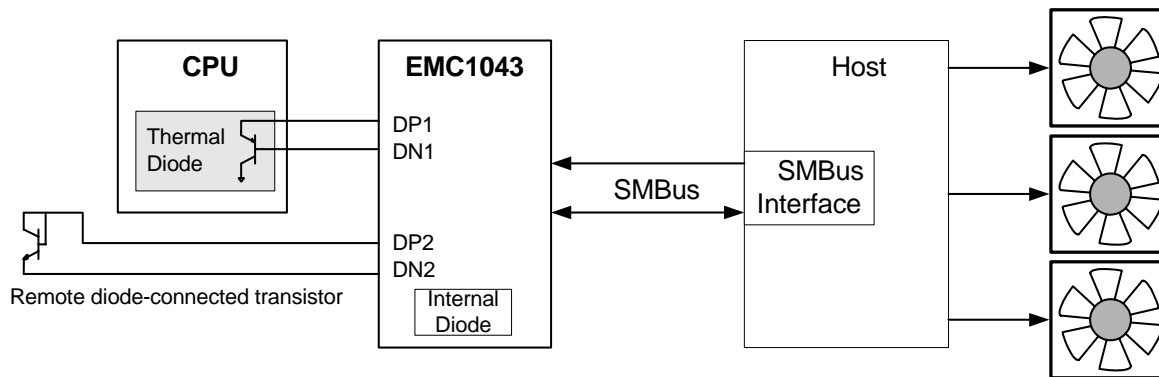 CPU
Thermal
Diode
EMC1043
DP1
DN1
DP2
DN2
Internal
Diode
Remote diode-connected transistor
SMBus
Host
SMBus
Interface